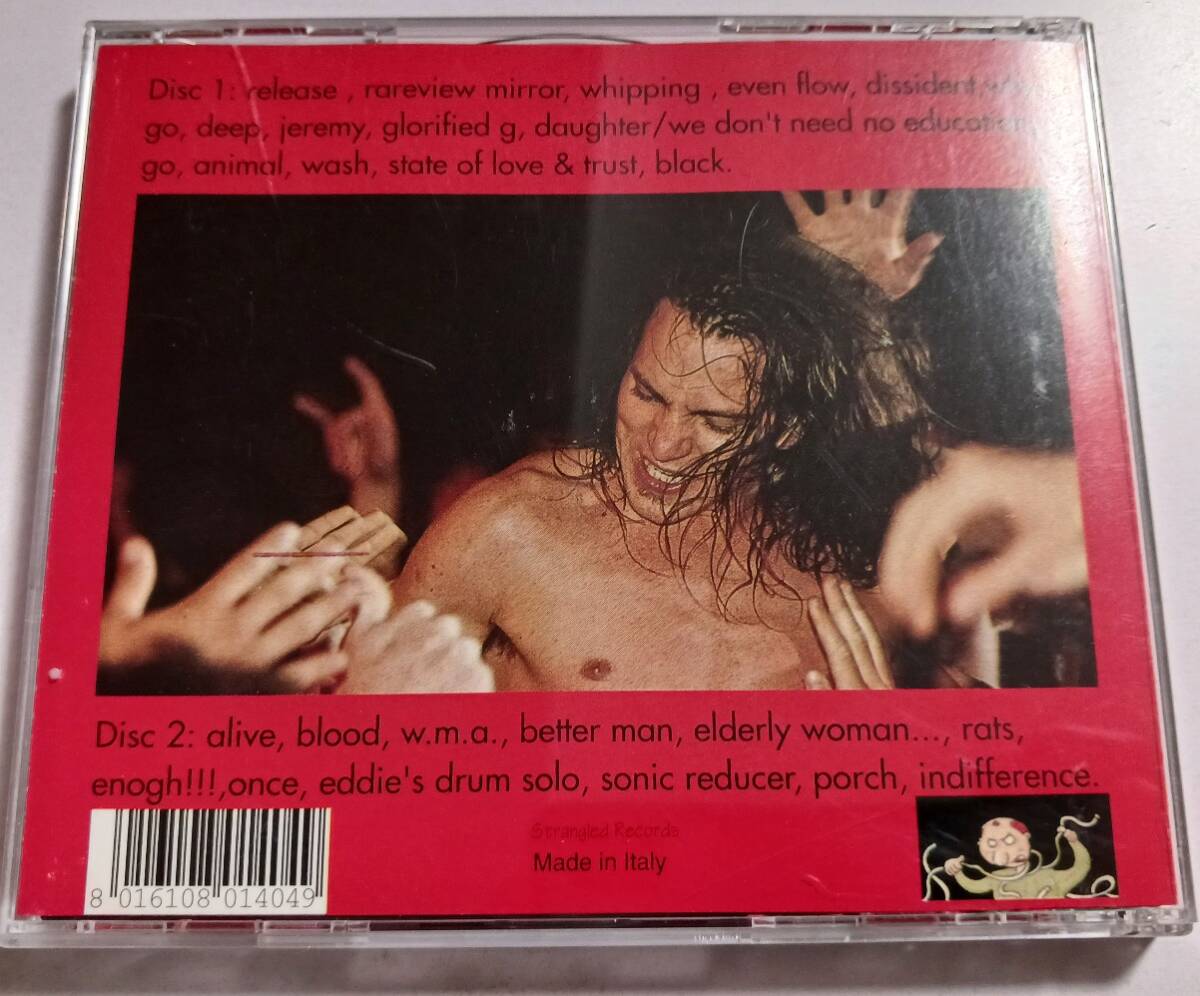 Disc 1: release , rareview mirror, whipping , even flow, dissident, why
go, deep, jeremy, glorified g, daughter/we don't need no education
go, animal, wash, state of love & trust, black.
Disc 2: alive, blood, w.m.a., better man, elderly woman..., rats,
enogh!!!,once, eddie's drum solo, sonic reducer, porch, indifference.
Strangled Records
Made in Italy
8 016108 014049